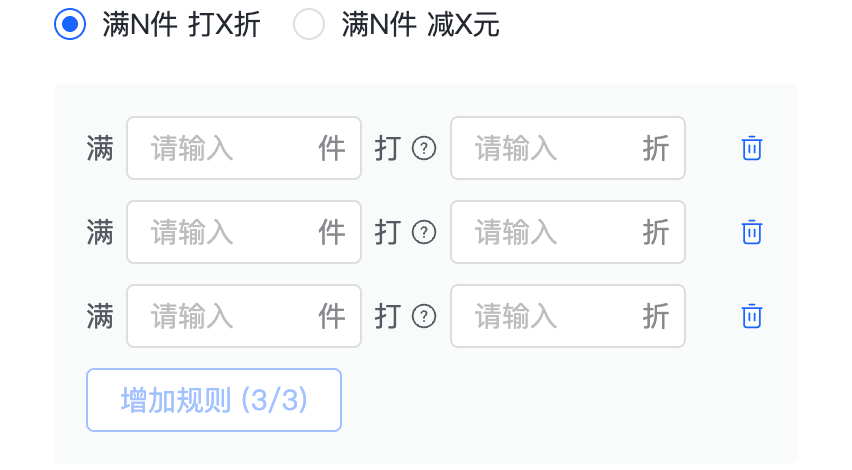 满N件 打X折 满N件 减X元
满 请输入 件 打 ? 请输入 折
满 请输入 件 打 ? 请输入 折
满 请输入 件 打 ? 请输入 折
增加规则 (3/3)